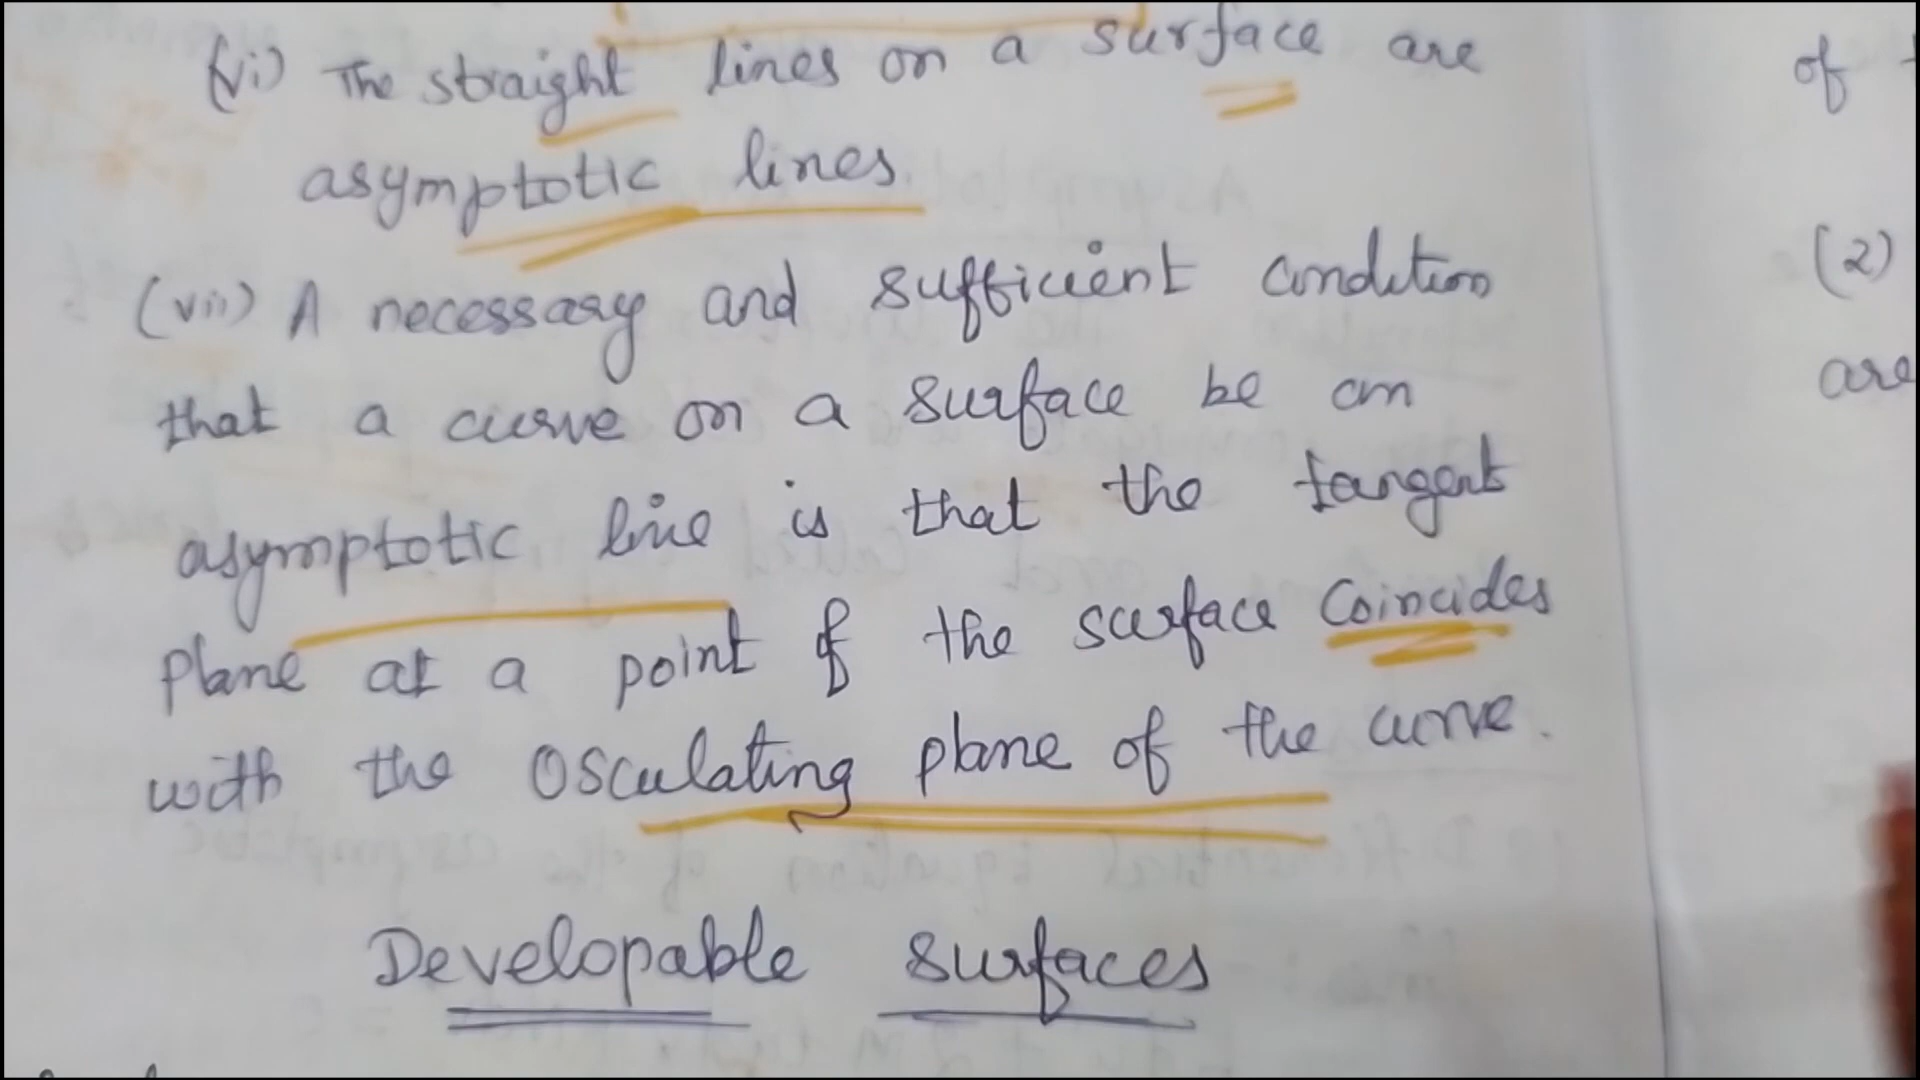 (vi) The straight lines on a surface are
asymptotic lines.
(vii) A necessary and sufficient condition
that a curve on a surface be an
asymptotic line is that the tangent
plane at a point of the surface coincides
with the osculating plane of the curve.
Developable surfaces
of
(2)
are